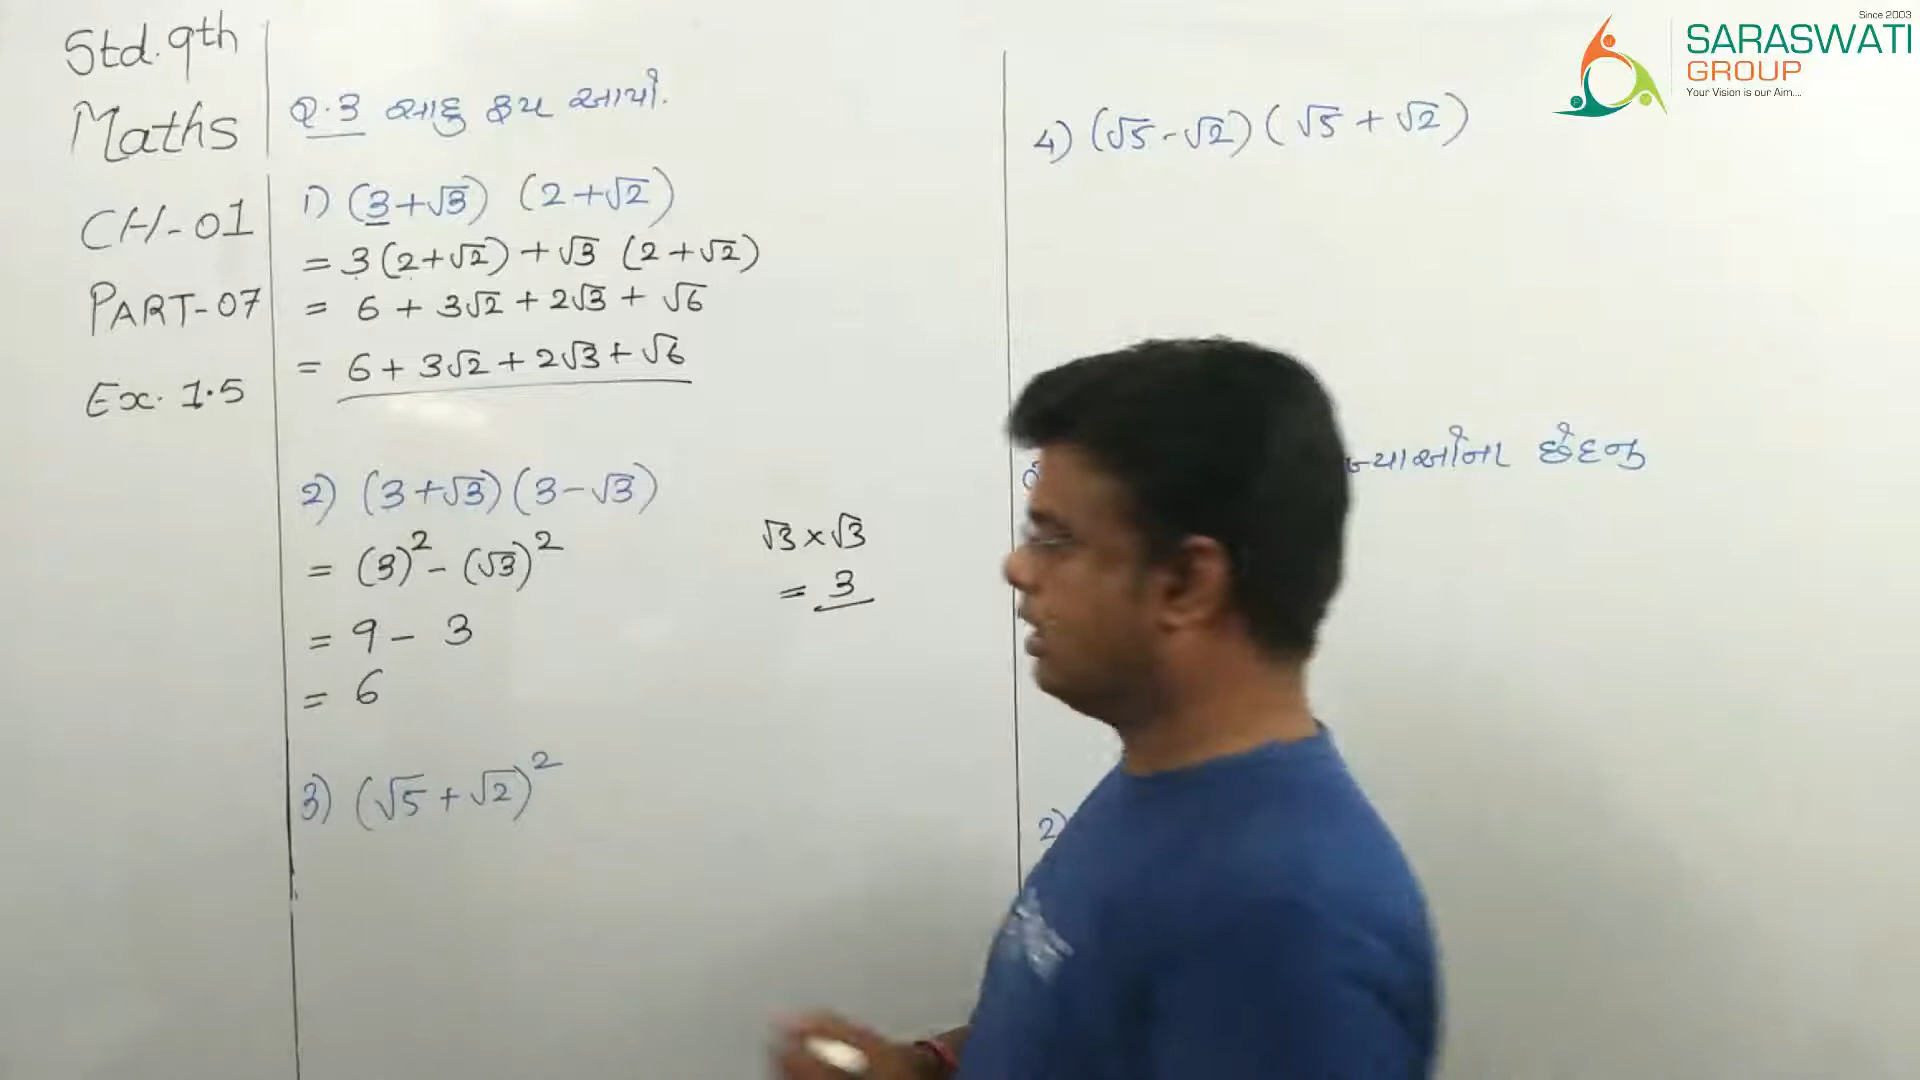 Std. 9th
Maths
CH-01
PART-07
Ex. 1.5
Q.3 સાદુ રૂપ આપો.
1) (3+√3) (2+√2)
= 3(2+√2) + √3 (2+√2)
= 6 + 3√2 + 2√3 + √6
= 6 + 3√2 + 2√3 + √6
2) (3+√3)(3-√3)
= (3)² - (√3)²
= 9 - 3
= 6
√3 × √3
= 3
3) (√5 + √2)²
4) (√5-√2) (√5 + √2)
છેદનુ
2)
Since 2003
SARASWATI
GROUP
Your Vision is our Aim....